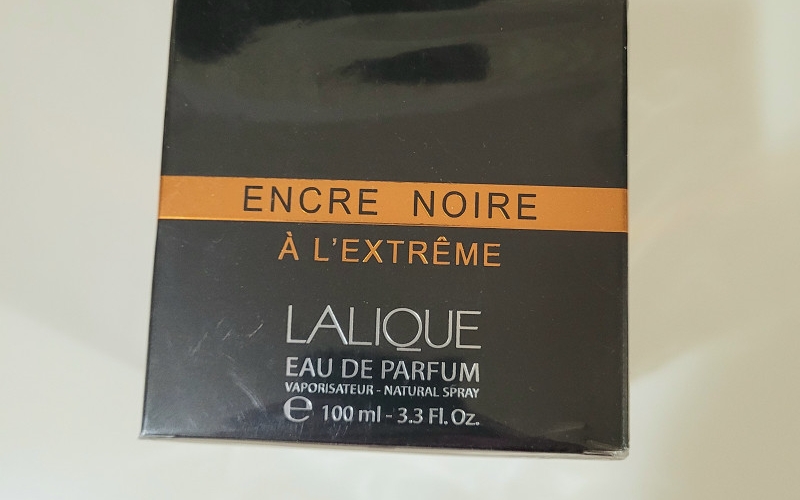 ENCRE NOIRE
À L'EXTRÊME
LALIQUE
EAU DE PARFUM
VAPORISATEUR - NATURAL SPRAY
℮ 100 ml - 3.3 Fl. Oz.